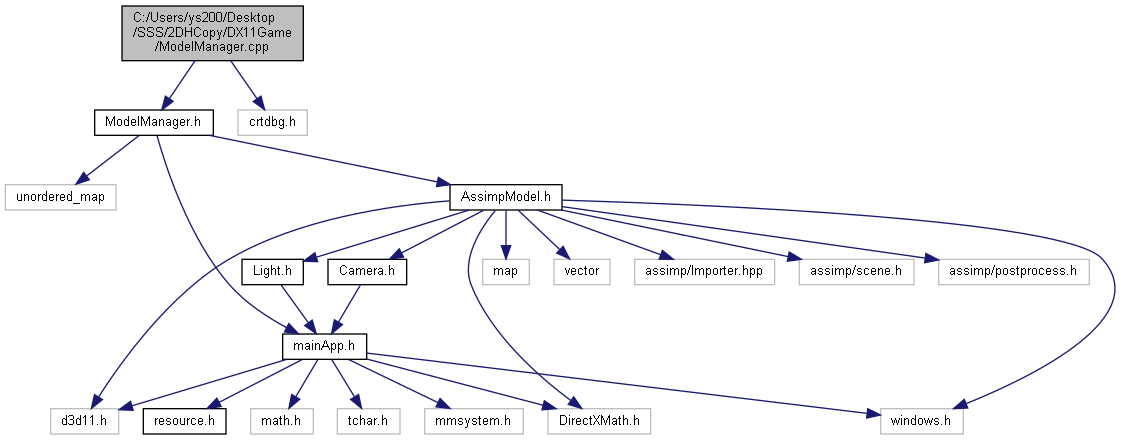 C:/Users/ys200/Desktop
/SSS/2DHCopy/DX11Game
/ModelManager.cpp
ModelManager.h
crtdbg.h
unordered_map
AssimpModel.h
Light.h
Camera.h
map
vector
assimp/Importer.hpp
assimp/scene.h
assimp/postprocess.h
mainApp.h
d3d11.h
resource.h
math.h
tchar.h
mmsystem.h
DirectXMath.h
windows.h